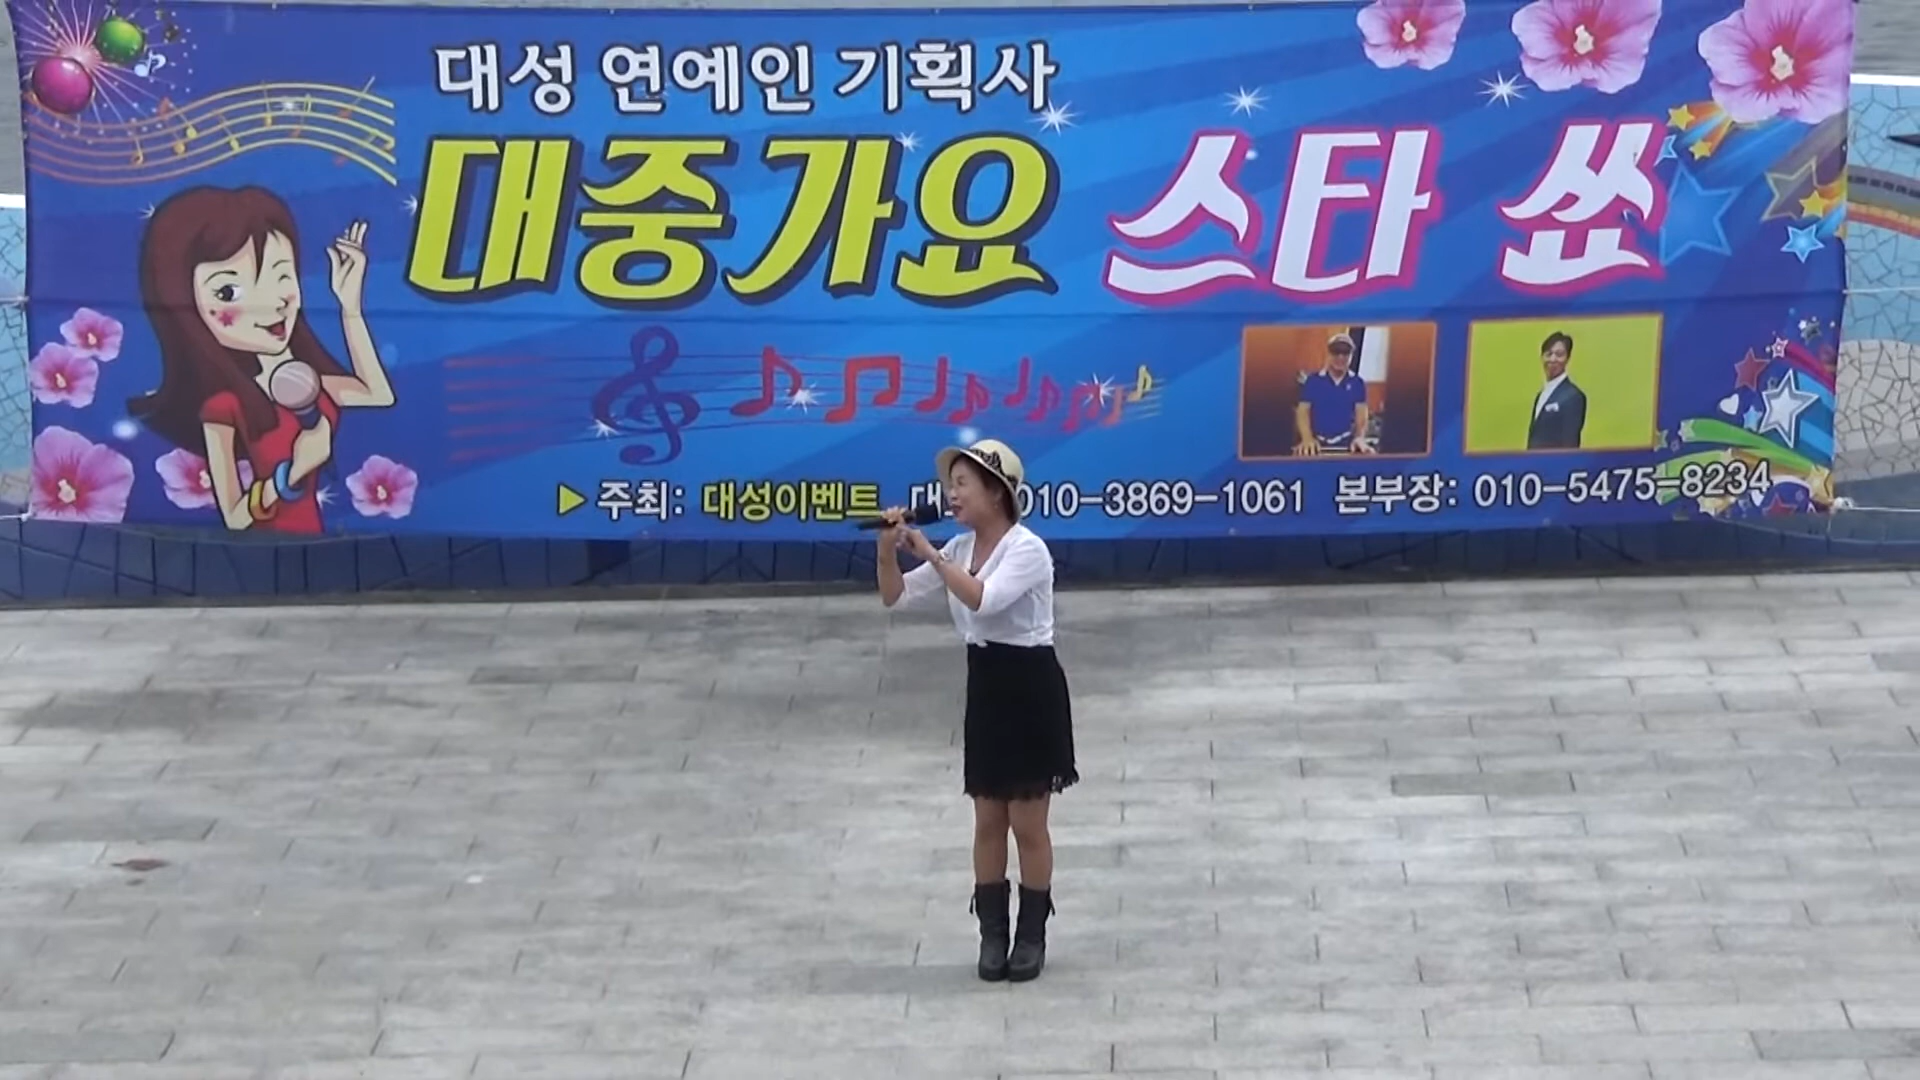 대성 연예인 기획사
대중가요 스타 쑈
▶ 주최: 대성이벤트 010-3869-1061 본부장: 010-5475-8234